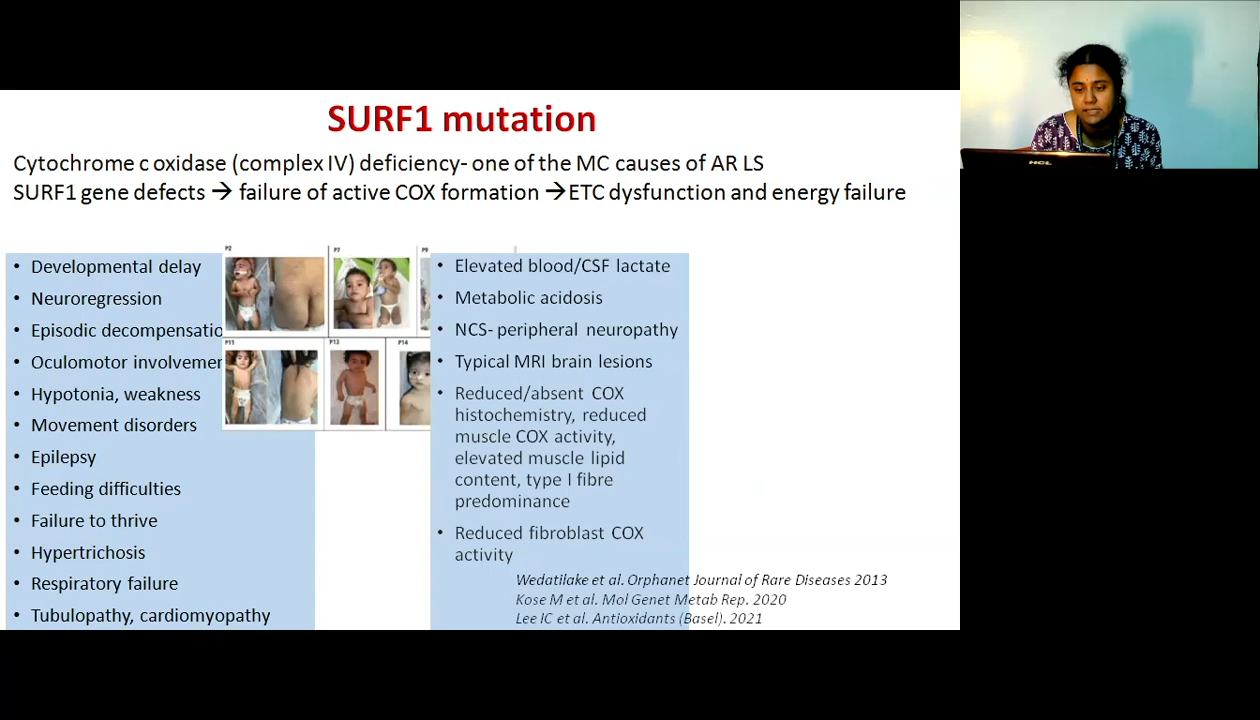 SURF1 mutation
Cytochrome c oxidase (complex IV) deficiency- one of the MC causes of AR LS
SURF1 gene defects → failure of active COX formation → ETC dysfunction and energy failure
• Developmental delay
• Neuroregression
• Episodic decompensatio
• Oculomotor involvemen
• Hypotonia, weakness
• Movement disorders
• Epilepsy
• Feeding difficulties
• Failure to thrive
• Hypertrichosis
• Respiratory failure
• Tubulopathy, cardiomyopathy
P2 P7 P9
P11 P13 P14
• Elevated blood/CSF lactate
• Metabolic acidosis
• NCS- peripheral neuropathy
• Typical MRI brain lesions
• Reduced/absent COX
histochemistry, reduced
muscle COX activity,
elevated muscle lipid
content, type I fibre
predominance
• Reduced fibroblast COX
activity
Wedatilake et al. Orphanet Journal of Rare Diseases 2013
Kose M et al. Mol Genet Metab Rep. 2020
Lee IC et al. Antioxidants (Basel). 2021
HCL